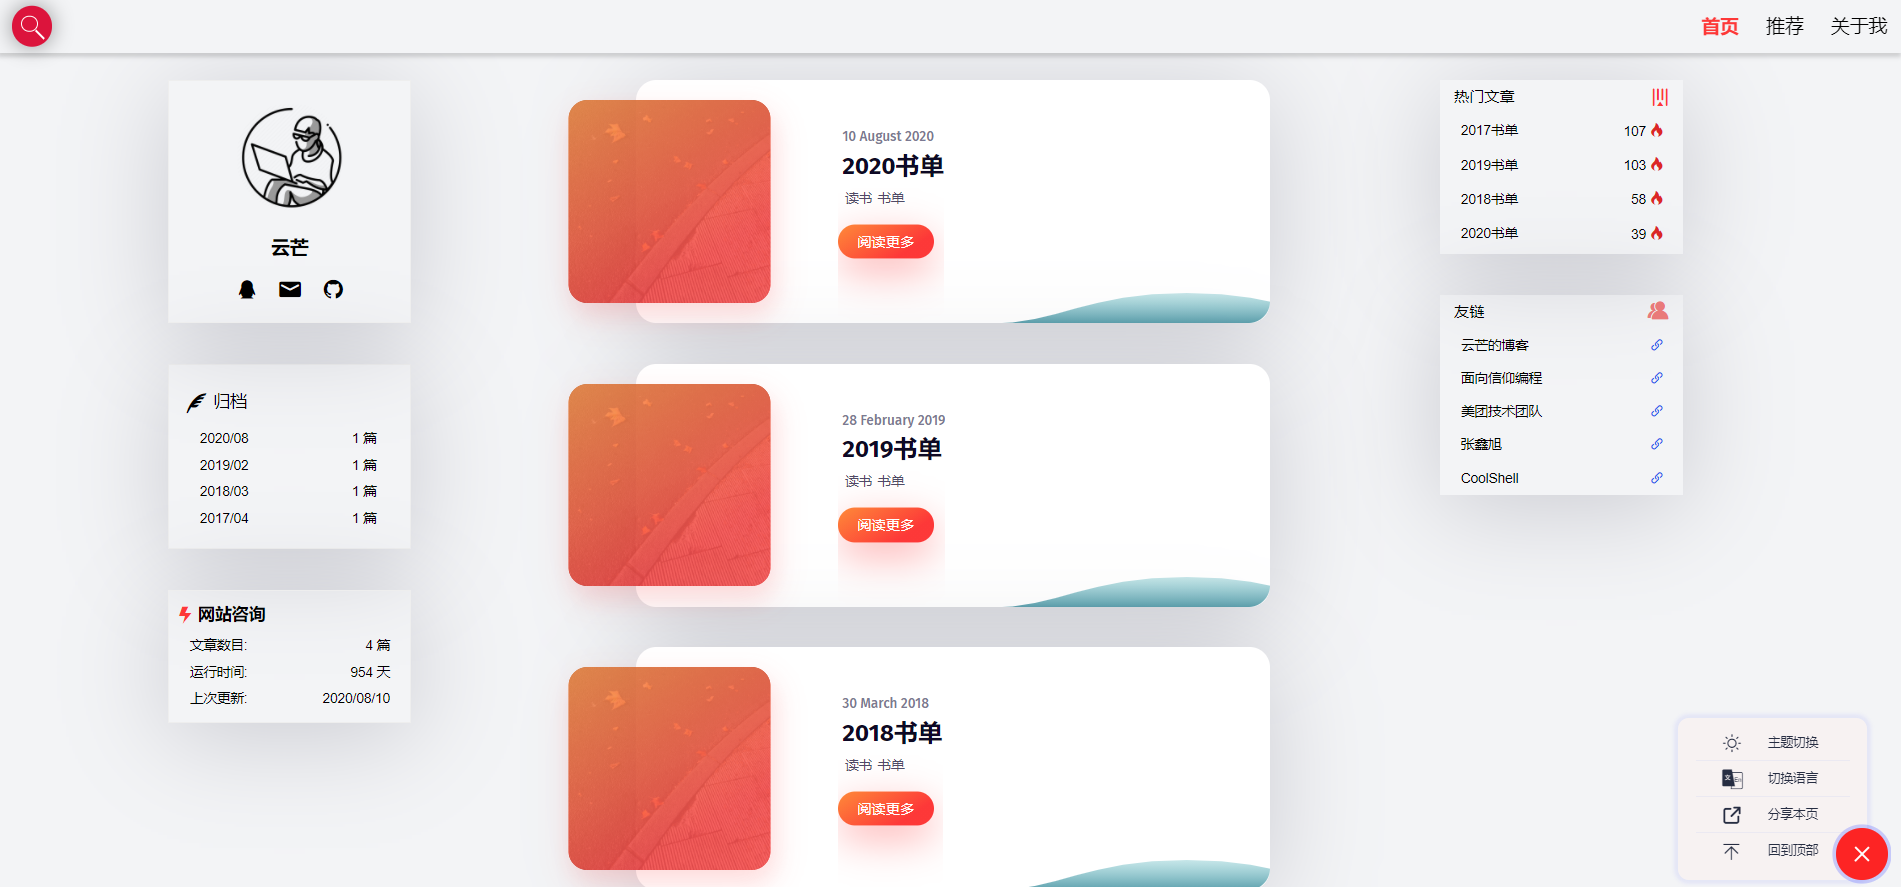 首页 推荐 关于我
云芒
归档
2020/08 1 篇
2019/02 1 篇
2018/03 1 篇
2017/04 1 篇
网站咨询
文章数目: 4 篇
运行时间: 954 天
上次更新: 2020/08/10
10 August 2020
2020书单
读书 书单
阅读更多
28 February 2019
2019书单
读书 书单
阅读更多
30 March 2018
2018书单
读书 书单
阅读更多
热门文章
2017书单 107
2019书单 103
2018书单 58
2020书单 39
友链
云芒的博客
面向信仰编程
美团技术团队
张鑫旭
CoolShell
主题切换
切换语言
分享本页
回到顶部